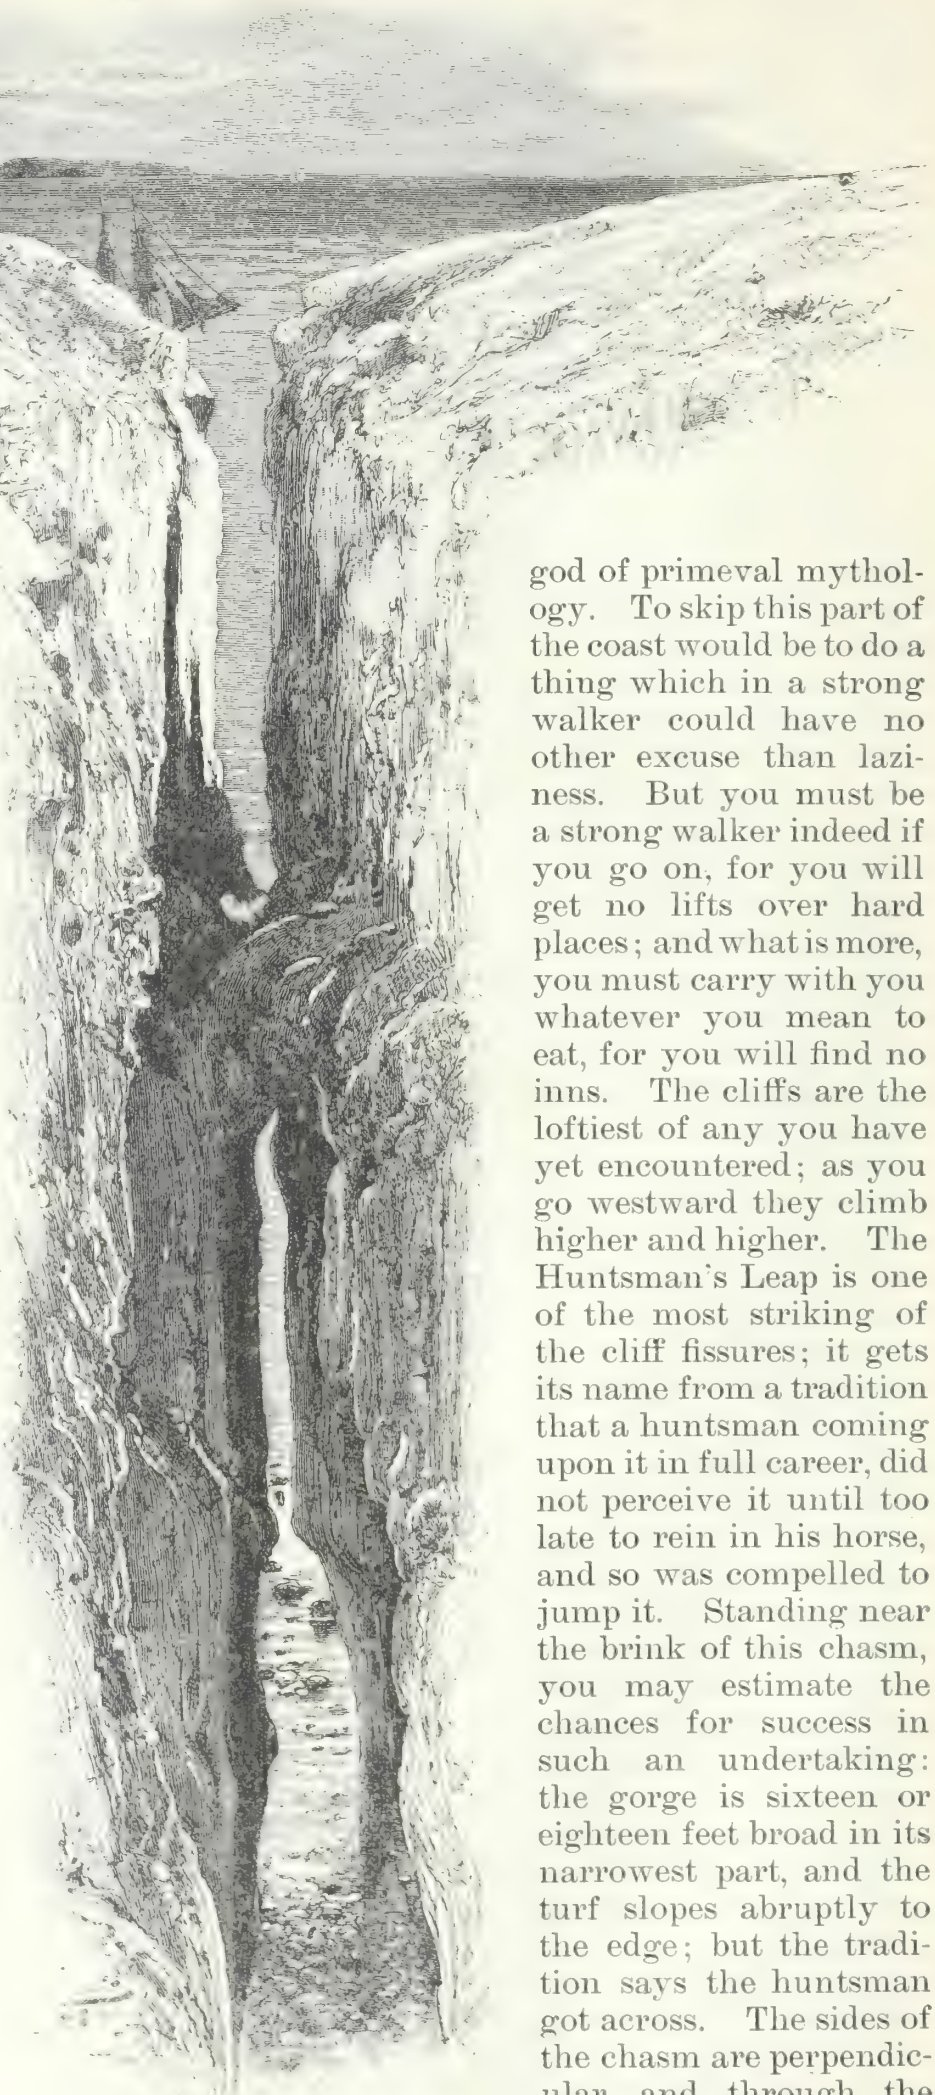 god of primeval mythol-
ogy. To skip this part of
the coast would be to do a
thing which in a strong
walker could have no
other excuse than lazi-
ness. But you must be
a strong walker indeed if
you go on, for you will
get no lifts over hard
places; and what is more,
you must carry with you
whatever you mean to
eat, for you will find no
inns. The cliffs are the
loftiest of any you have
yet encountered; as you
go westward they climb
higher and higher. The
Huntsman's Leap is one
of the most striking of
the cliff fissures; it gets
its name from a tradition
that a huntsman coming
upon it in full career, did
not perceive it until too
late to rein in his horse,
and so was compelled to
jump it. Standing near
the brink of this chasm,
you may estimate the
chances for success in
such an undertaking:
the gorge is sixteen or
eighteen feet broad in its
narrowest part, and the
turf slopes abruptly to
the edge; but the tradi-
tion says the huntsman
got across. The sides of
the chasm are perpendic-
ular and through the